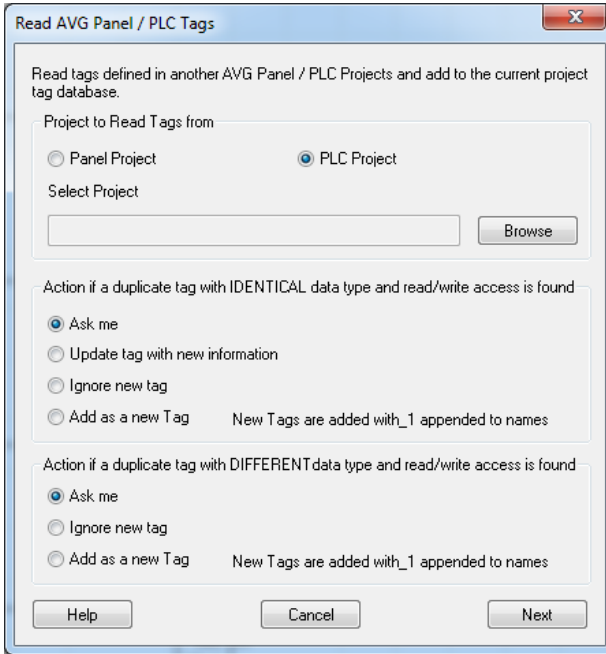 Read AVG Panel / PLC Tags
Read tags defined in another AVG Panel / PLC Projects and add to the current project
tag database.
Project to Read Tags from
Panel Project
PLC Project
Select Project
Browse
Action if a duplicate tag with IDENTICAL data type and read/write access is found
Ask me
Update tag with new information
Ignore new tag
Add as a new Tag New Tags are added with_1 appended to names
Action if a duplicate tag with DIFFERENTdata type and read/write access is found
Ask me
Ignore new tag
Add as a new Tag New Tags are added with_1 appended to names
Help Cancel Next